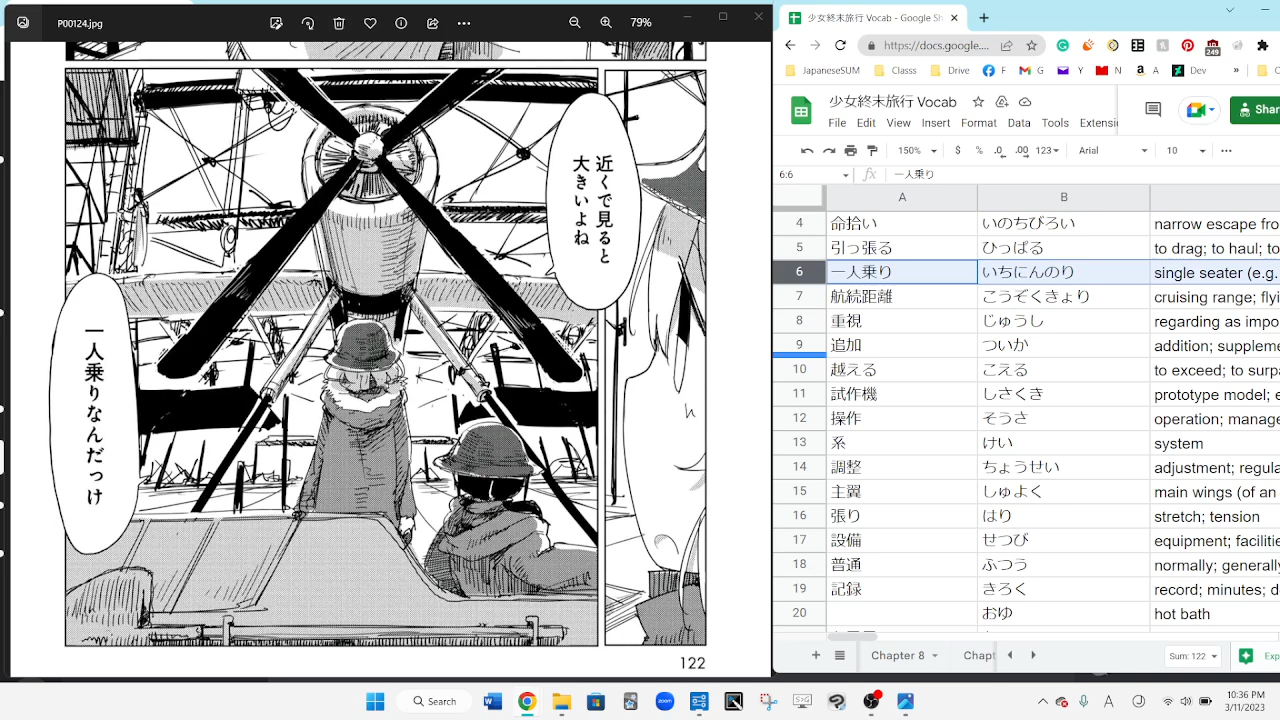 P00124.jpg
79%
近くで見ると
大きいよね
一人乗りなんだっけ
122
少女終末旅行 Vocab - Google Sh
https://docs.google....
JapaneseSUM
Classs
Drive
F
G
M
N
A
少女終末旅行 Vocab
Shar
File Edit View Insert Format Data Tools Extensi
150% $ % .0 .00 123 Arial 10
6:6
fx 一人乗り
A B
4 命拾い いのちびろい narrow escape fro
5 引っ張る ひっぱる to drag; to haul; to
6 一人乗り いちにんのり single seater (e.g.
7 航続距離 こうぞくきょり cruising range; flyi
8 重視 じゅうし regarding as impo
9 追加 ついか addition; suppleme
10 越える こえる to exceed; to surpa
11 試作機 しさくき prototype model;
12 操作 そうさ operation; manage
13 系 けい system
14 調整 ちょうせい adjustment; regula
15 主翼 しゅよく main wings (of an
16 張り はり stretch; tension
17 設備 せつび equipment; facilitie
18 普通 ふつう normally; generally
19 記録 きろく record; minutes; d
20 おゆ hot bath
Chapter 8 Chapt Sum: 122 Exp
Search
zoom
10:36 PM